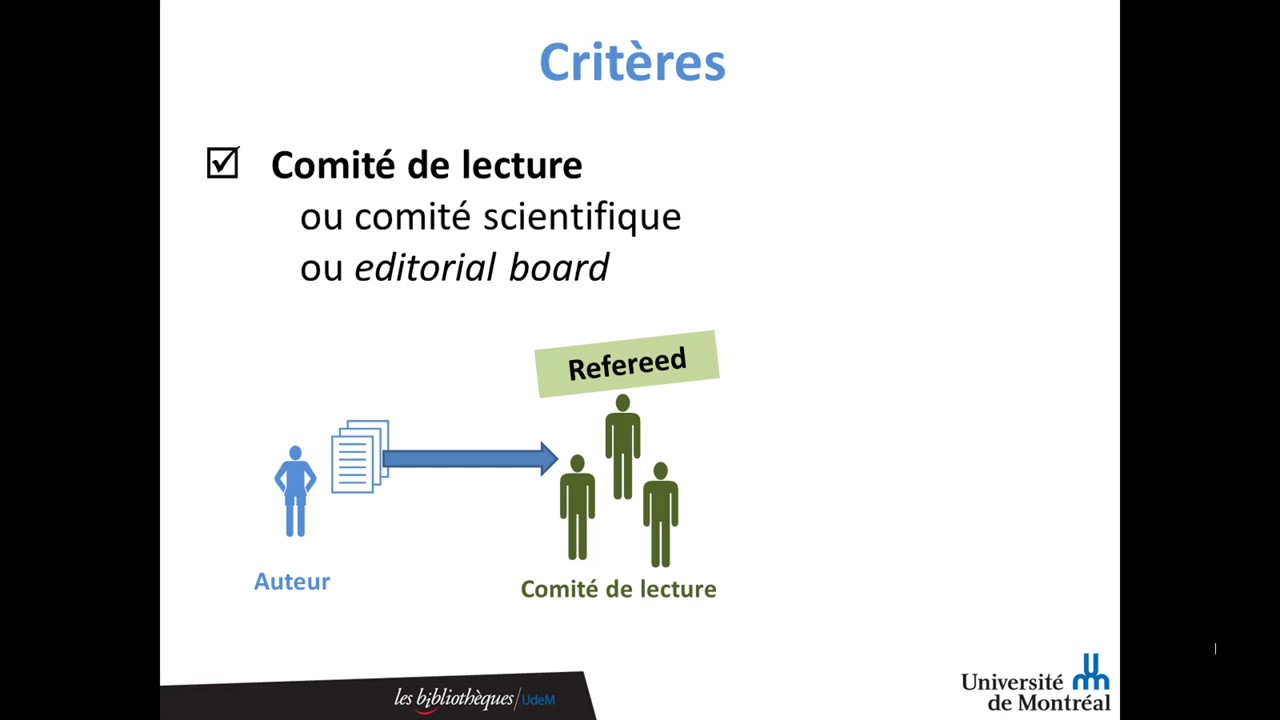 Critères
☑ Comité de lecture
ou comité scientifique
ou editorial board
Refereed
Auteur
Comité de lecture
les bibliothèques/UdeM
Université
de Montréal